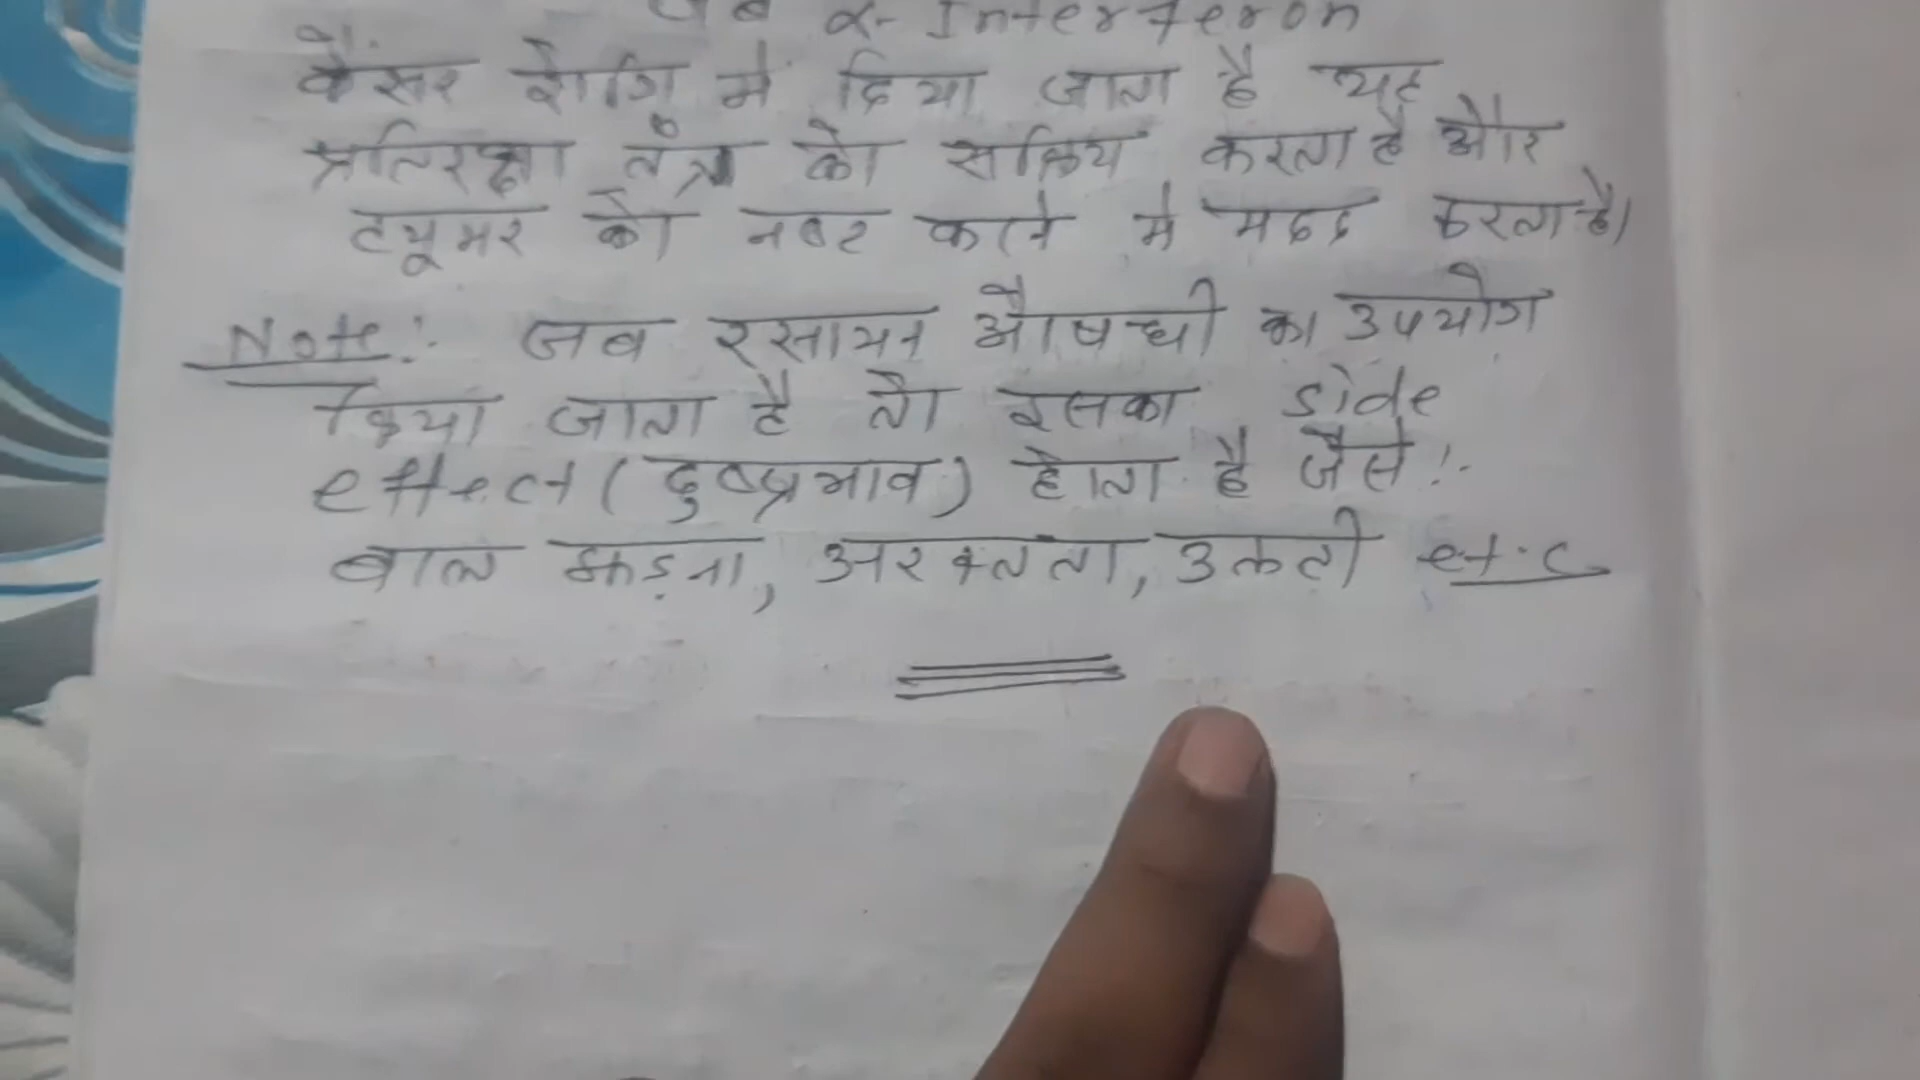 जब α-Interferon
कैंसर रोगि में दिया जाता है यह
प्रतिरक्षा तंत्र को सक्रिय करता है और
ट्यूमर को नष्ट करने में मदद करता है।
Note:- जब रसायन औषधी का उपयोग
किया जाता है तो इसका side
effect (दुष्प्रभाव) होता है जैसे :-
बाल झड़ना, अरक्तता, उल्टी etc